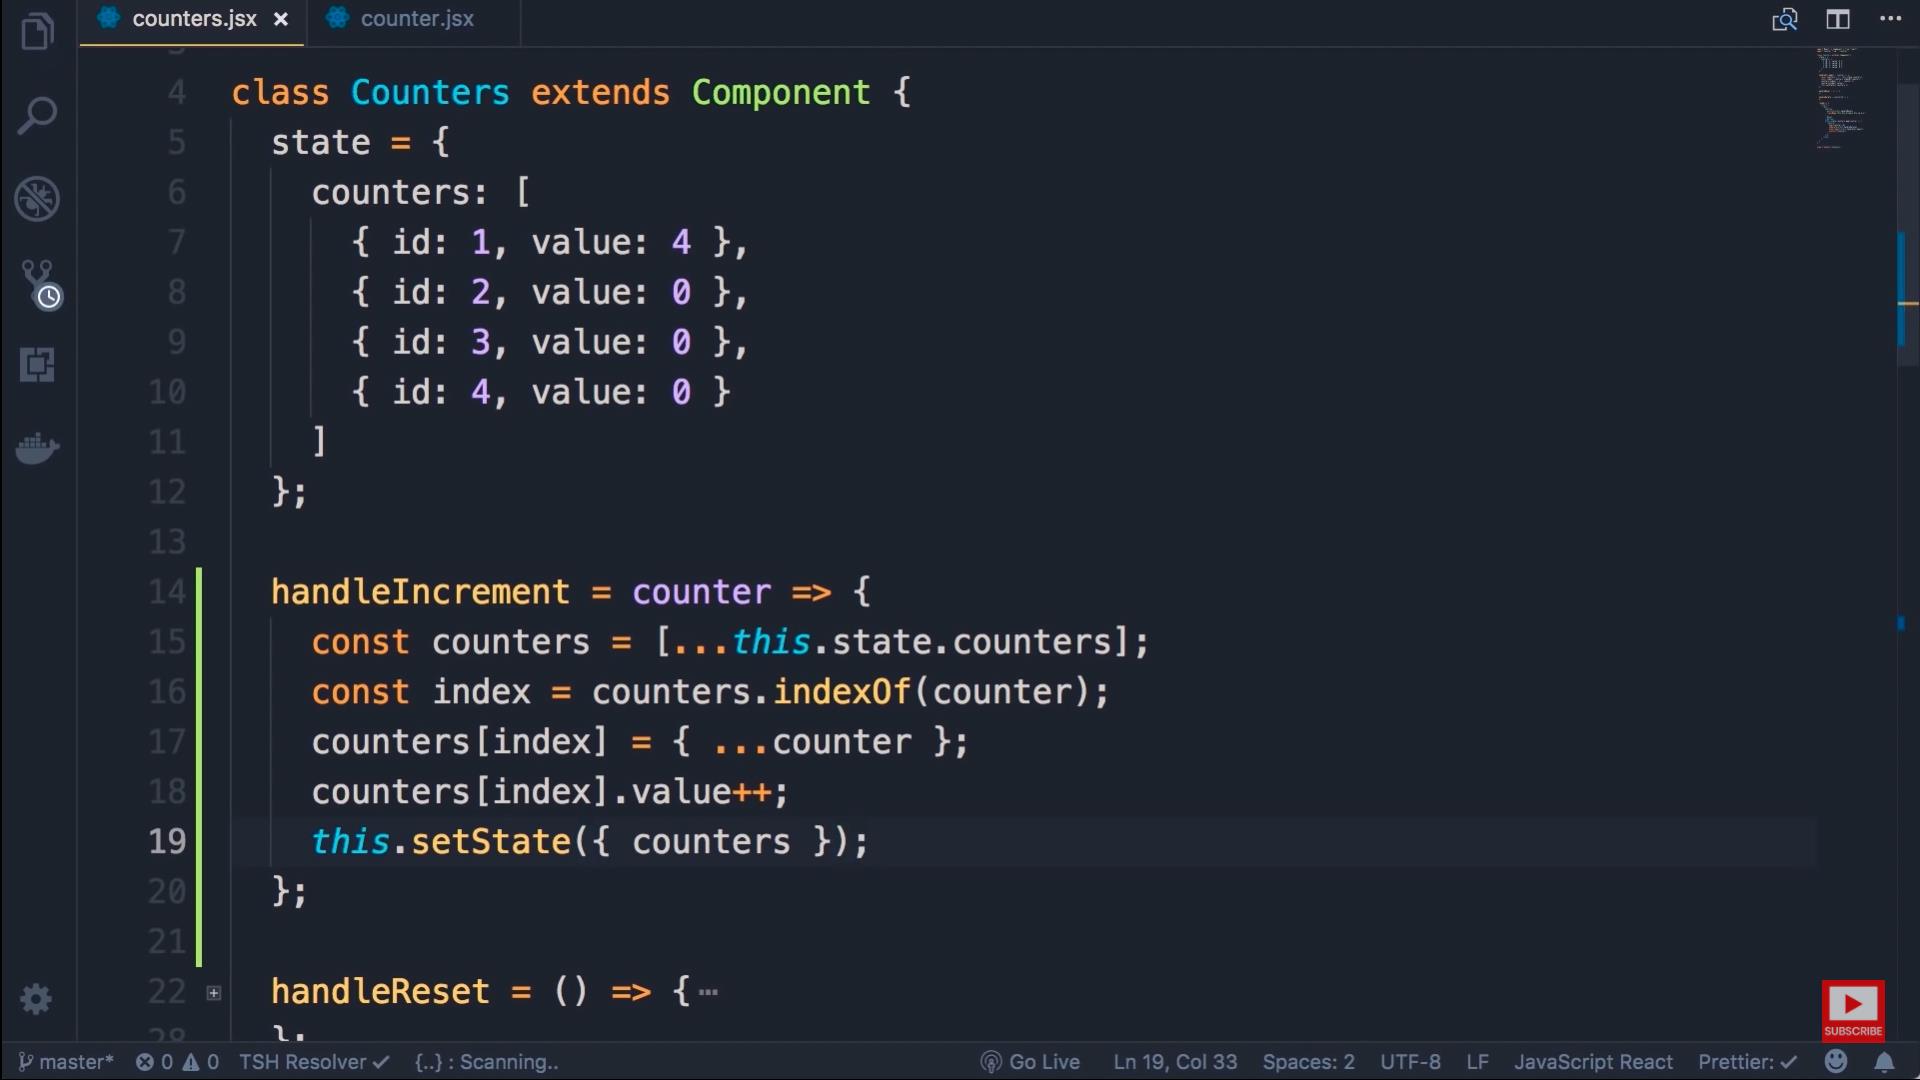 counters.jsx × counter.jsx
4 class Counters extends Component {
5 state = {
6 counters: [
7 { id: 1, value: 4 },
8 { id: 2, value: 0 },
9 { id: 3, value: 0 },
10 { id: 4, value: 0 }
11 ]
12 };
13
14 handleIncrement = counter => {
15 const counters = [...this.state.counters];
16 const index = counters.indexOf(counter);
17 counters[index] = { ...counter };
18 counters[index].value++;
19 this.setState({ counters });
20 };
21
22 handleReset = () => {
28 };
SUBSCRIBE
master* 0 0 TSH Resolver ✓ {..} : Scanning.. Go Live Ln 19, Col 33 Spaces: 2 UTF-8 LF JavaScript React Prettier: ✓